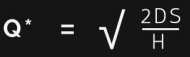 Q* = √ 2DS
H